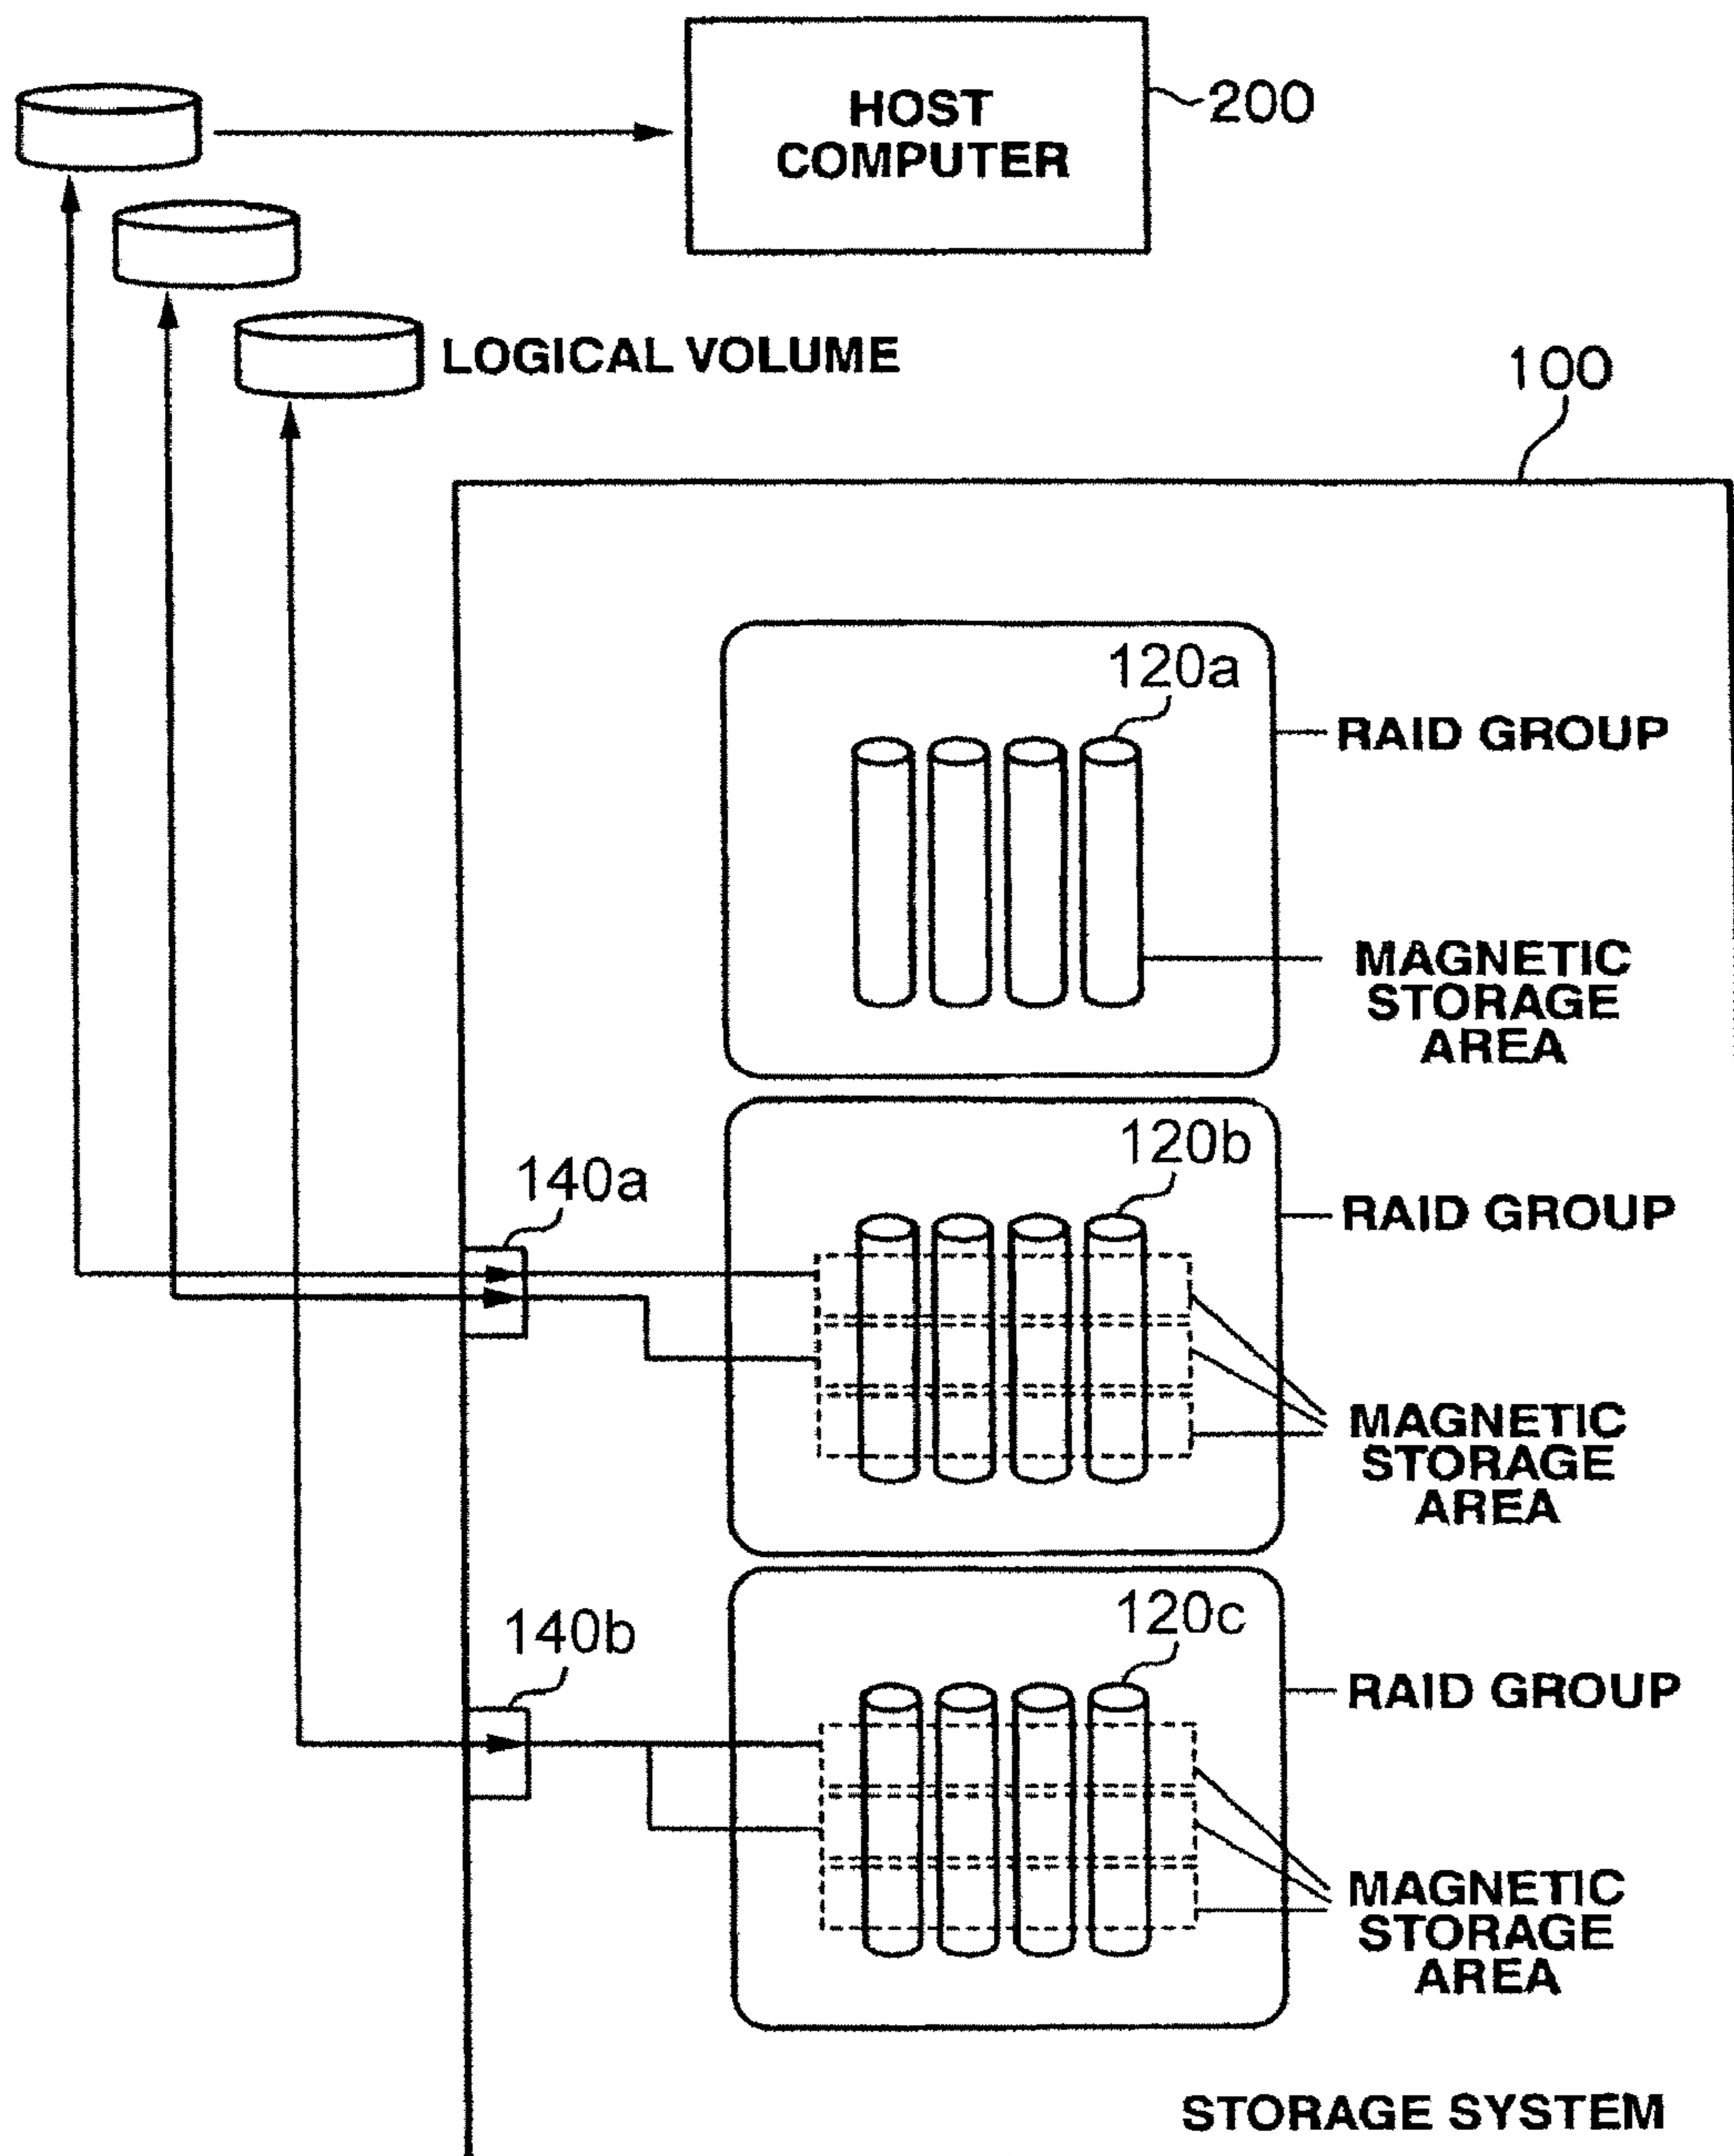 HOST
COMPUTER
200
LOGICAL VOLUME
100
120a
RAID GROUP
MAGNETIC
STORAGE
AREA
120b
140a
RAID GROUP
MAGNETIC
STORAGE
AREA
120c
140b
RAID GROUP
MAGNETIC
STORAGE
AREA
STORAGE SYSTEM